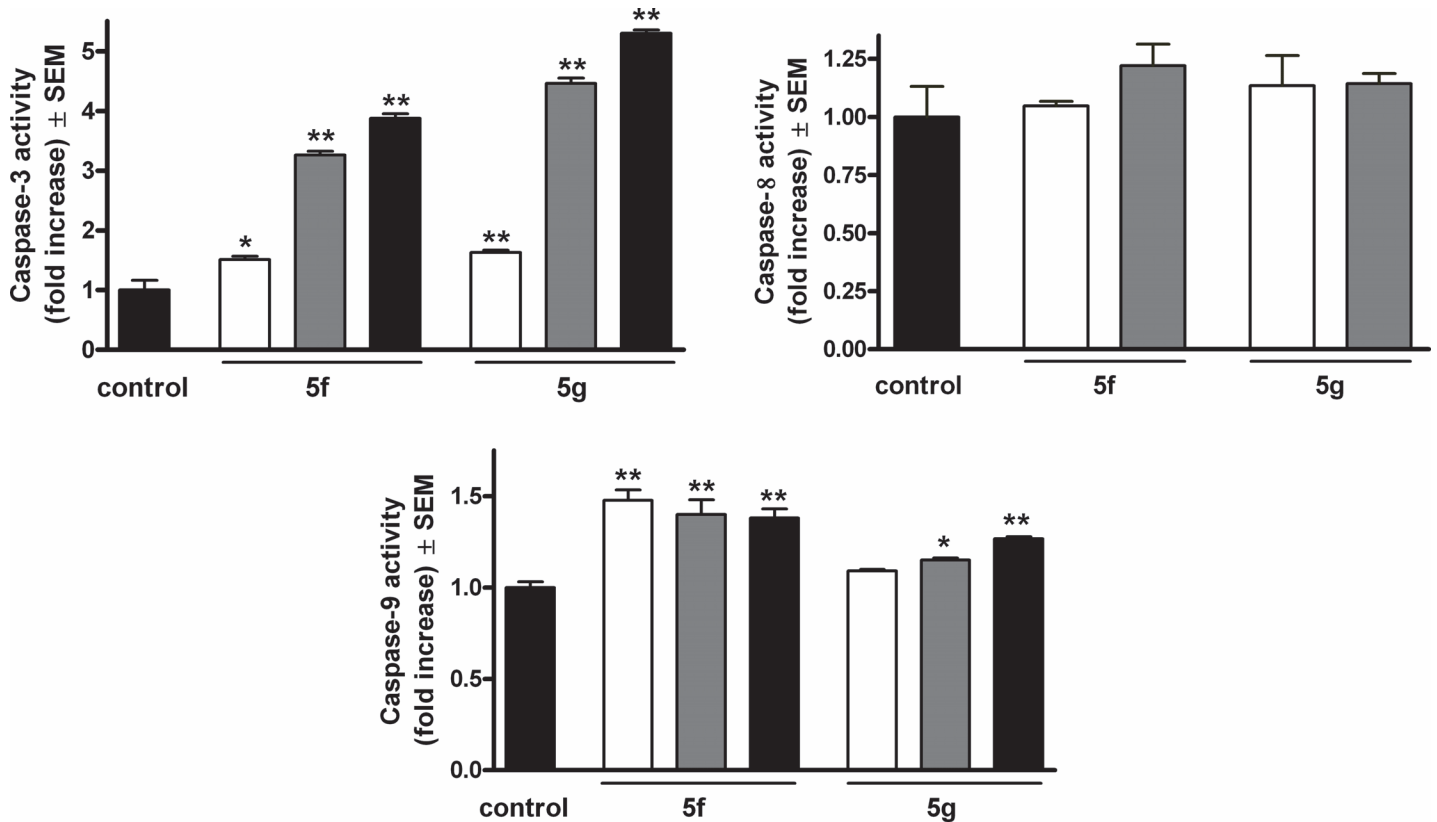 Caspase-3 activity
(fold increase) ± SEM
5
4
3
2
1
0
*
**
**
**
**
**
control
5f
5g
Caspase-8 activity
(fold increase) ± SEM
1.25
1.00
0.75
0.50
0.25
0.00
control
5f
5g
Caspase-9 activity
(fold increase) ± SEM
1.5
1.0
0.5
0.0
**
**
**
*
**
control
5f
5g